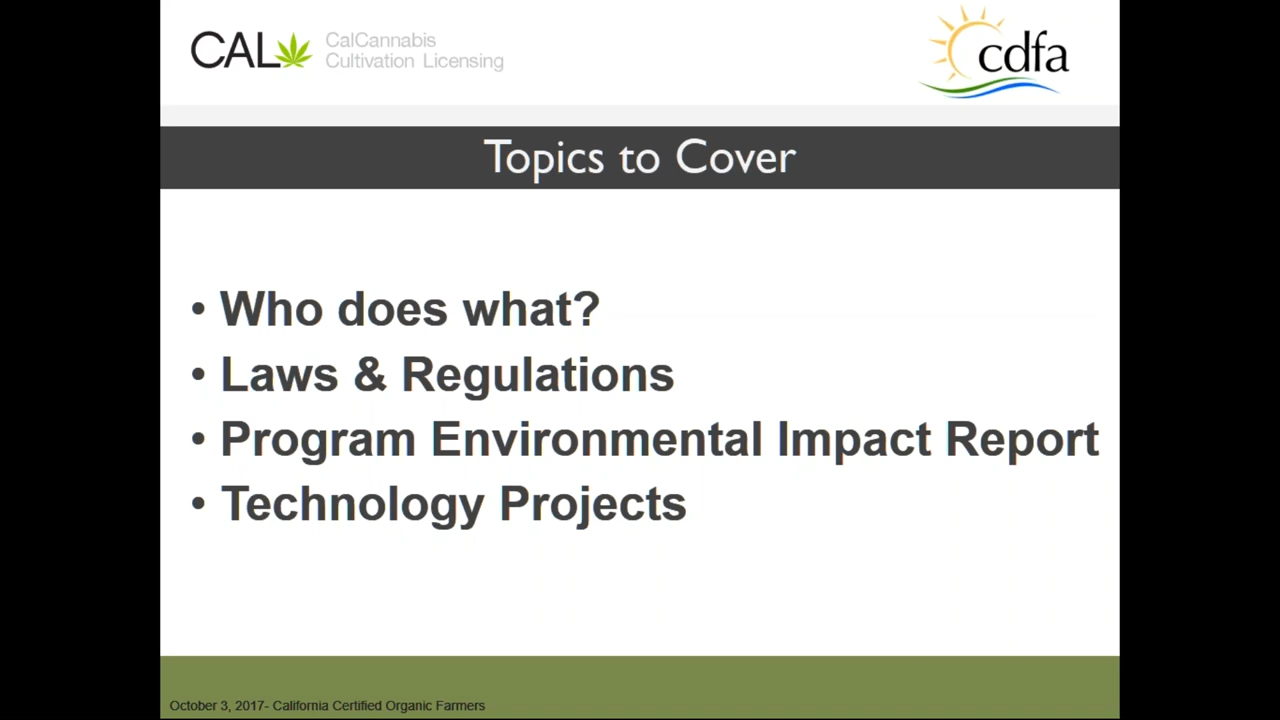 CAL CalCannabis
Cultivation Licensing
cdfa
Topics to Cover
• Who does what?
• Laws & Regulations
• Program Environmental Impact Report
• Technology Projects
October 3, 2017- California Certified Organic Farmers